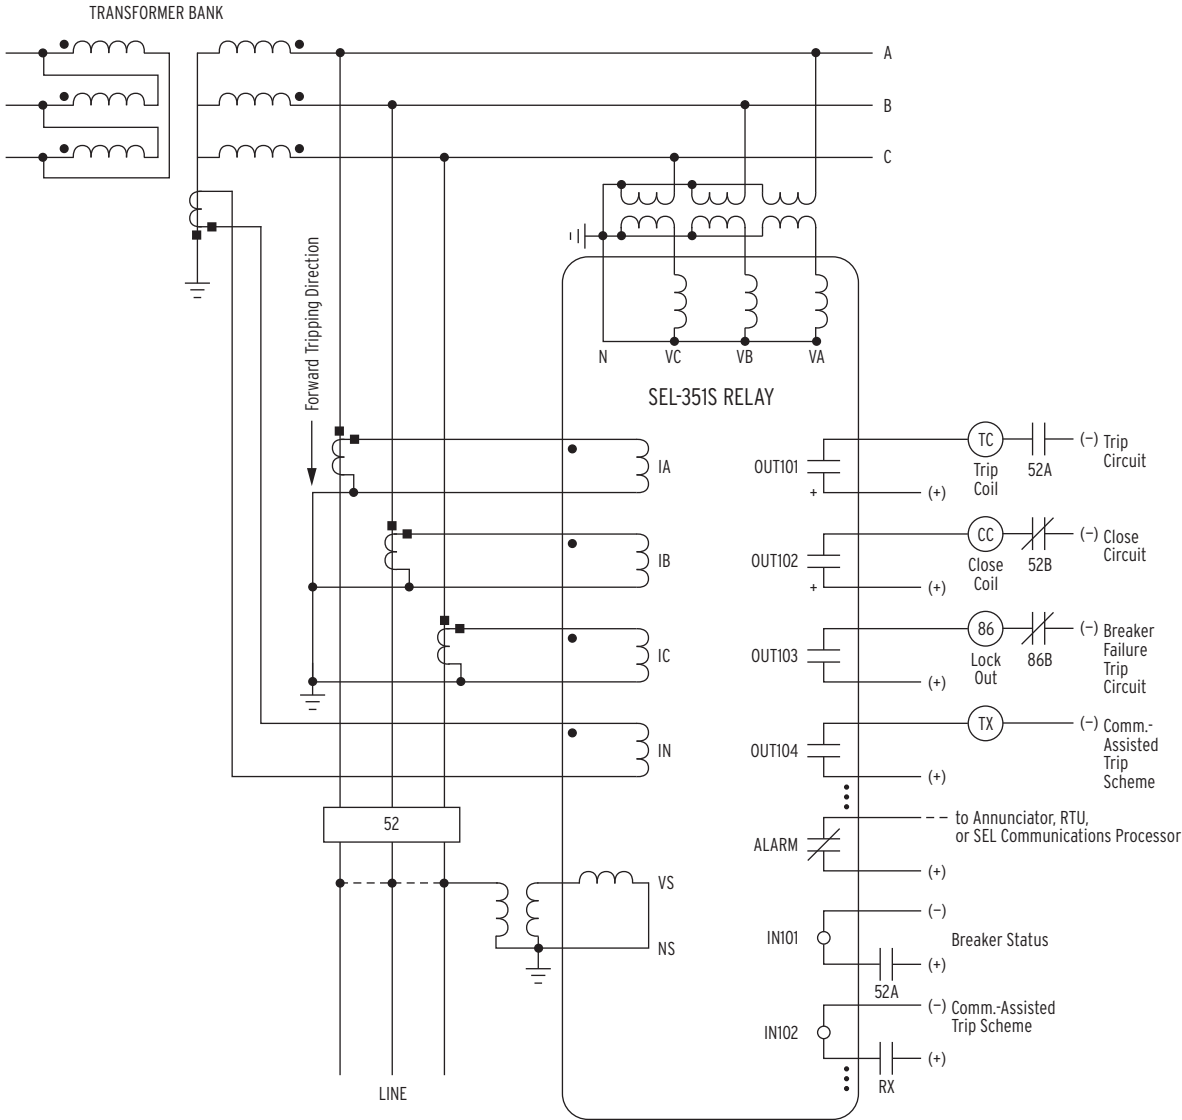 TRANSFORMER BANK
A
B
C
Forward Tripping Direction
N
VC
VB
VA
SEL-351S RELAY
IA
OUT101
+
(+)
TC
Trip
Coil
52A
(–) Trip
Circuit
IB
OUT102
+
(+)
CC
Close
Coil
52B
(–) Close
Circuit
IC
OUT103
(+)
86
Lock
Out
86B
(–) Breaker
Failure
Trip
Circuit
IN
OUT104
(+)
TX
(–) Comm.-
Assisted
Trip
Scheme
52
ALARM
to Annunciator, RTU,
or SEL Communications Processor
(+)
VS
NS
IN101
(–)
Breaker Status
(+)
52A
IN102
(–) Comm.-Assisted
Trip Scheme
(+)
RX
LINE